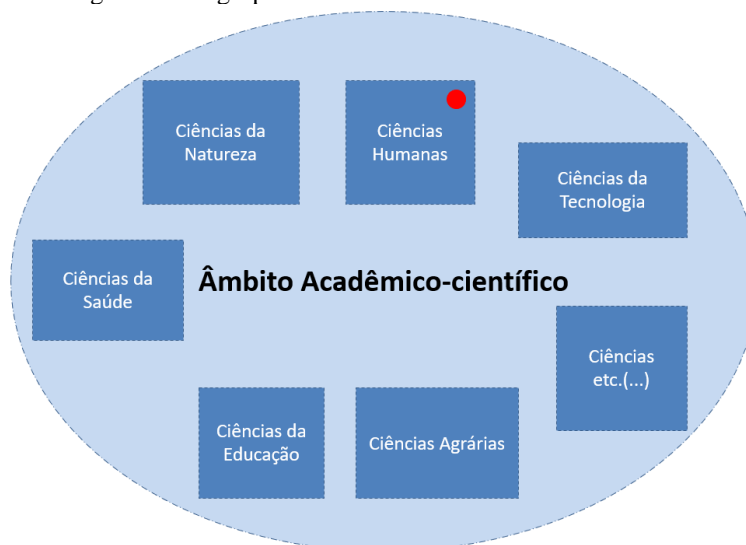 Ciências da
Natureza
Ciências
Humanas
Ciências da
Tecnologia
Ciências da
Saúde
Âmbito Acadêmico-científico
Ciências
etc.(...)
Ciências da
Educação
Ciências Agrárias